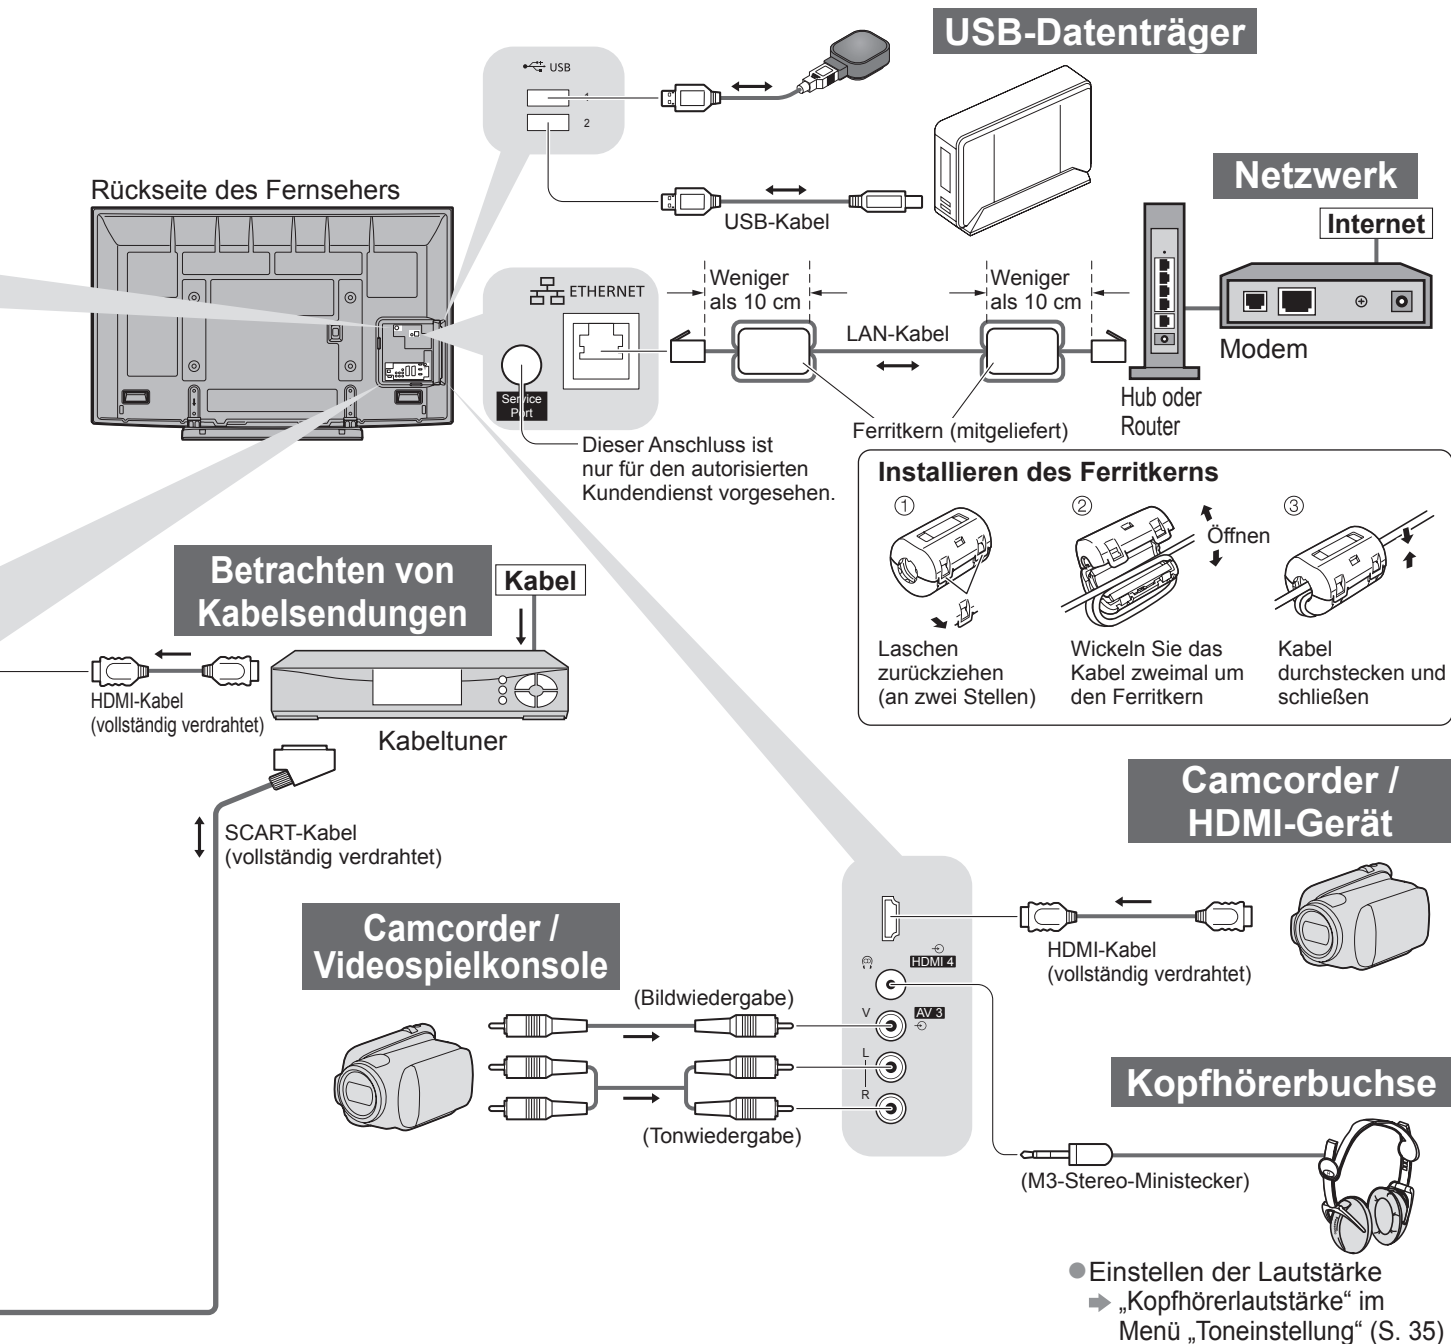 USB-Datenträger
USB
1
2
USB-Kabel
Rückseite des Fernsehers
Netzwerk
Internet
ETHERNET
Weniger
als 10 cm
Weniger
als 10 cm
LAN-Kabel
Modem
Hub oder
Router
Service
Port
Ferritkern (mitgeliefert)
Dieser Anschluss ist
nur für den autorisierten
Kundendienst vorgesehen.
Installieren des Ferritkerns
①
②
③
Öffnen
Laschen
zurückziehen
(an zwei Stellen)
Wickeln Sie das
Kabel zweimal um
den Ferritkern
Kabel
durchstecken und
schließen
Betrachten von
Kabelsendungen
Kabel
HDMI-Kabel
(vollständig verdrahtet)
Kabeltuner
SCART-Kabel
(vollständig verdrahtet)
Camcorder /
HDMI-Gerät
HDMI-Kabel
(vollständig verdrahtet)
Camcorder /
Videospielkonsole
(Bildwiedergabe)
(Tonwiedergabe)
HDMI 4
V
AV 3
L
R
Kopfhörerbuchse
(M3-Stereo-Ministecker)
●Einstellen der Lautstärke
➡ „Kopfhörerlautstärke“ im
Menü „Toneinstellung“ (S. 35)